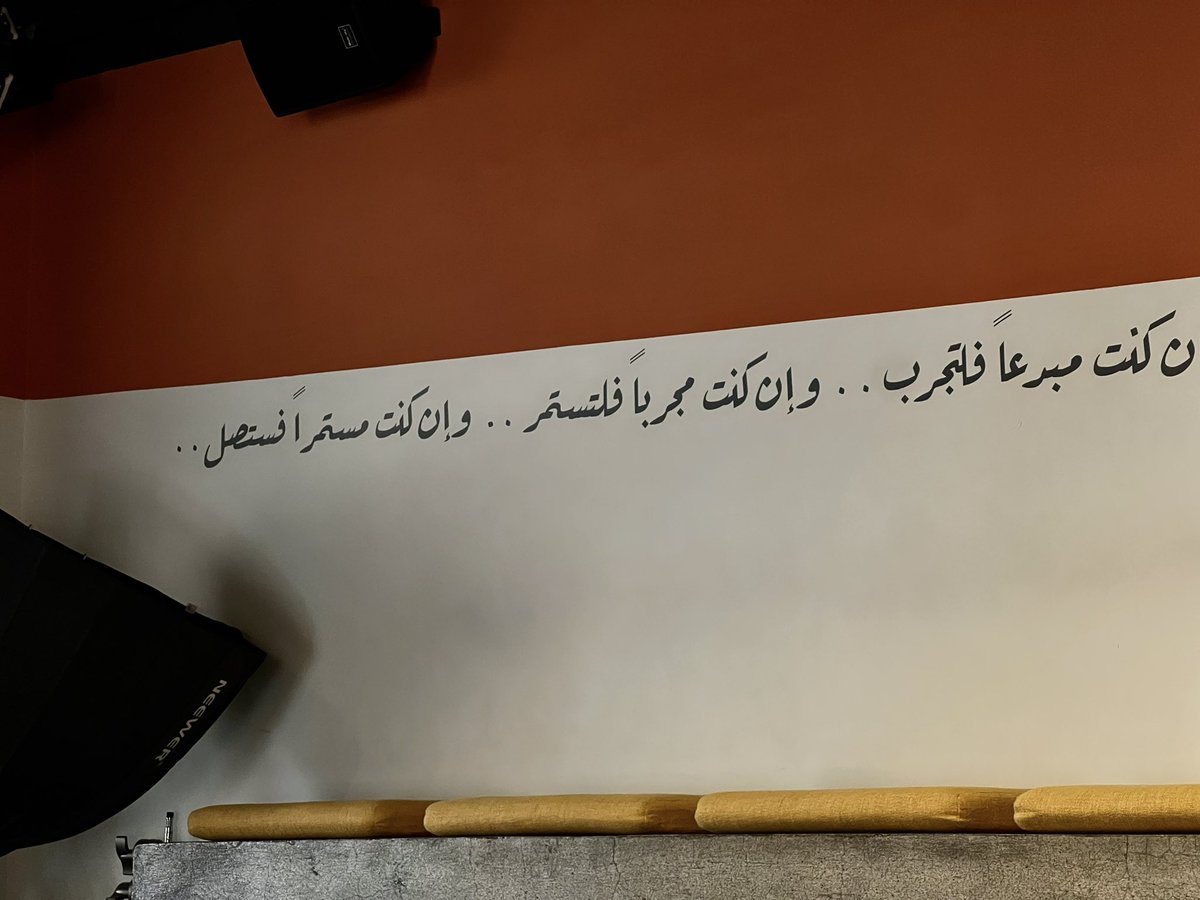 ن كنت مبدعاً فلتجرب .. وإن كنت مجرباً فلتستمر .. وإن كنت مستمراً فستصل ..
NEEWER